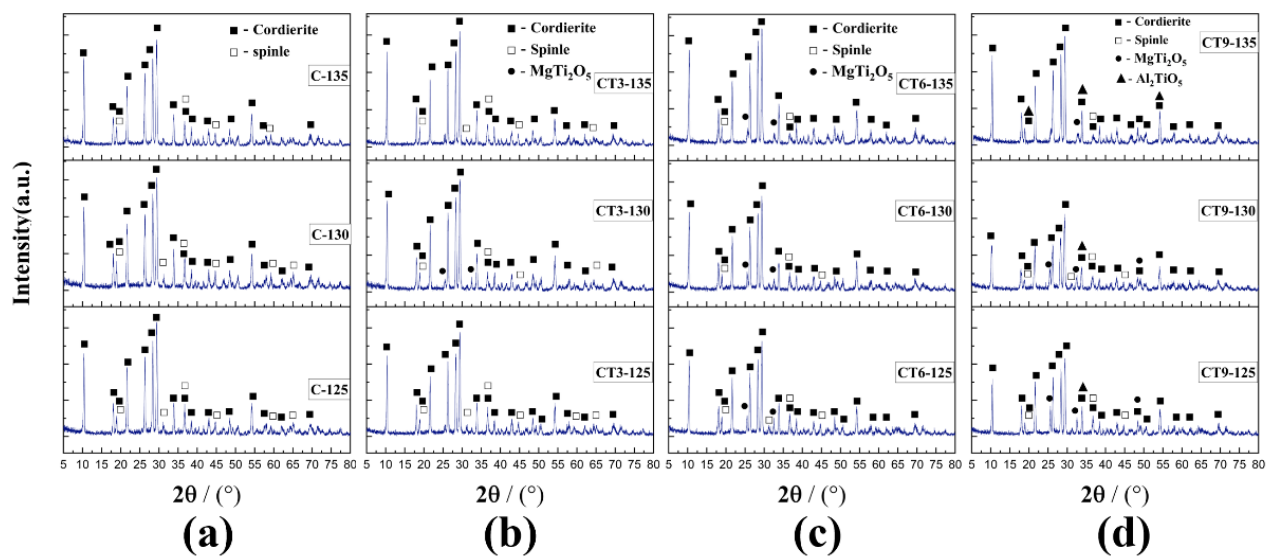 Intensity(a.u.)
■ - Cordierite
□ - spinle
C-135
C-130
C-125
5 10 15 20 25 30 35 40 45 50 55 60 65 70 75 80
2θ / (°)
(a)
■ - Cordierite
□ - Spinle
● - MgTi₂O₅
CT3-135
CT3-130
CT3-125
5 10 15 20 25 30 35 40 45 50 55 60 65 70 75 80
2θ / (°)
(b)
■ - Cordierite
□ - Spinle
● - MgTi₂O₅
CT6-135
CT6-130
CT6-125
5 10 15 20 25 30 35 40 45 50 55 60 65 70 75 80
2θ / (°)
(c)
■ - Cordierite
□ - Spinle
● - MgTi₂O₅
▲ - Al₂TiO₅
CT9-135
CT9-130
CT9-125
5 10 15 20 25 30 35 40 45 50 55 60 65 70 75 80
2θ / (°)
(d)